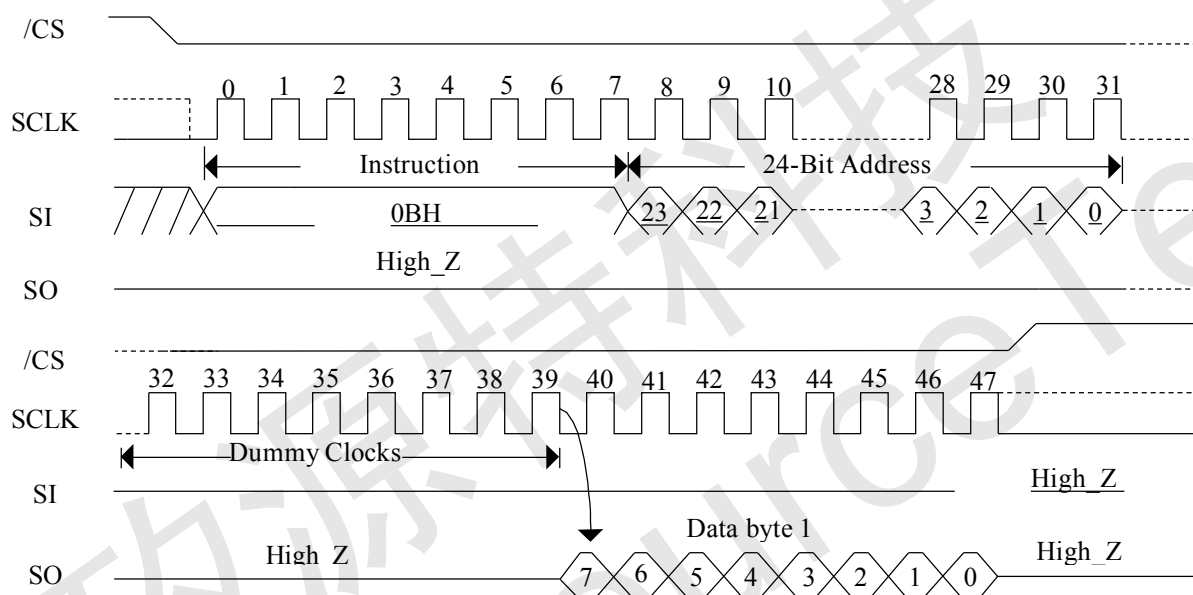 /CS
0 1 2 3 4 5 6 7 8 9 10 28 29 30 31
SCLK
Instruction 24-Bit Address
SI 0BH 23 22 21 3 2 1 0
High_Z
SO
/CS
32 33 34 35 36 37 38 39 40 41 42 43 44 45 46 47
SCLK
Dummy Clocks
SI High_Z
Data byte 1
High_Z High_Z
SO 7 6 5 4 3 2 1 0